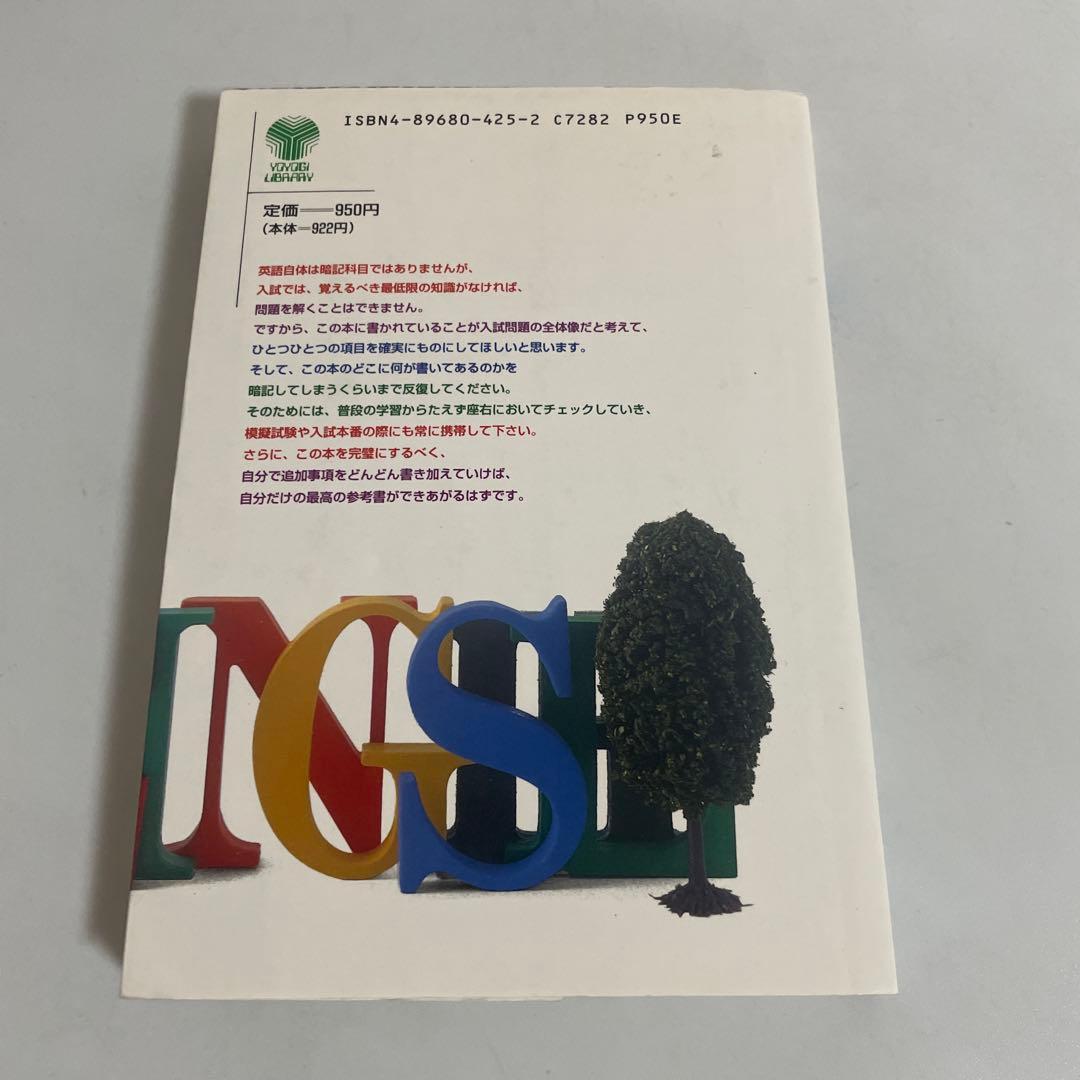 ISBN4-89680-425-2 C7282 P950E
YOYOGI
LIBRARY
定価──950円
(本体=922円)
英語自体は暗記科目ではありませんが、
入試では、覚えるべき最低限の知識がなければ、
問題を解くことはできません。
ですから、この本に書かれていることが入試問題の全体像だと考えて、
ひとつひとつの項目を確実にものにしてほしいと思います。
そして、この本のどこに何が書いてあるのかを
暗記してしまうくらいまで反復してください。
そのためには、普段の学習からたえず座右においてチェックしていき、
模擬試験や入試本番の際にも常に携帯して下さい。
さらに、この本を完璧にするべく、
自分で追加事項をどんどん書き加えていけば、
自分だけの最高の参考書ができあがるはずです。
N G S